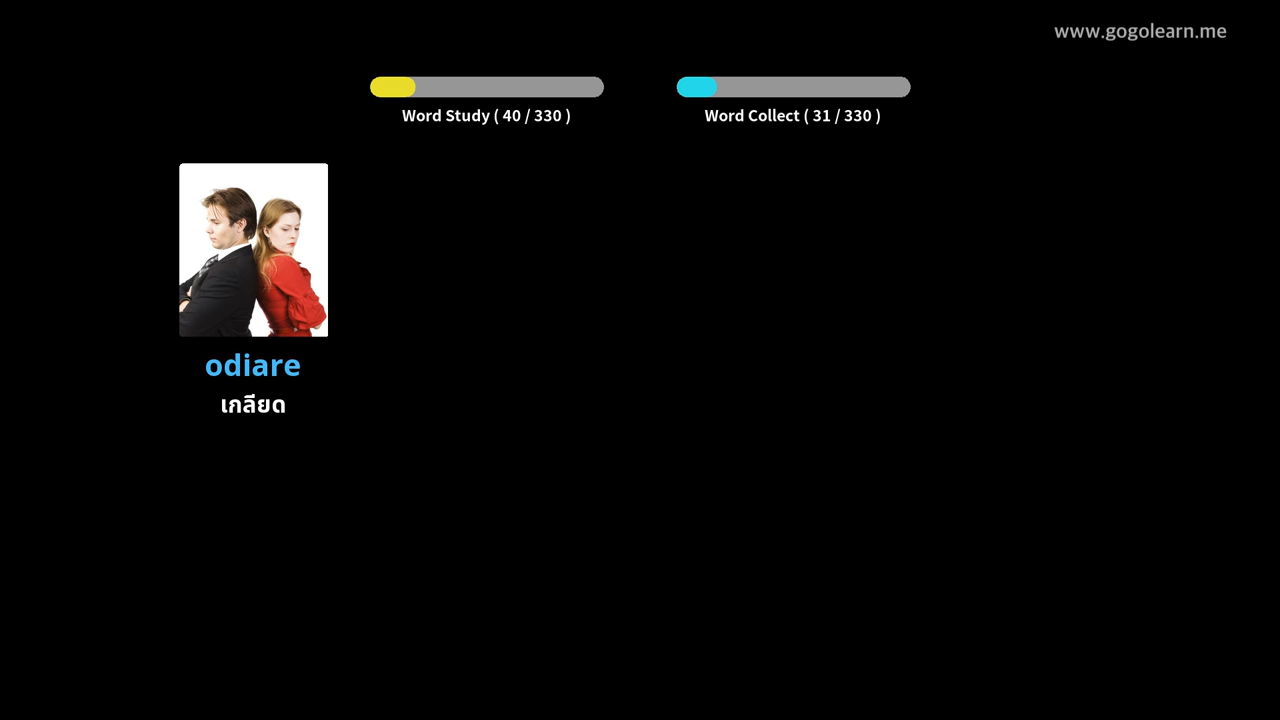 www.gogolearn.me
Word Study ( 40 / 330 )
Word Collect ( 31 / 330 )
odiare
เกลียด